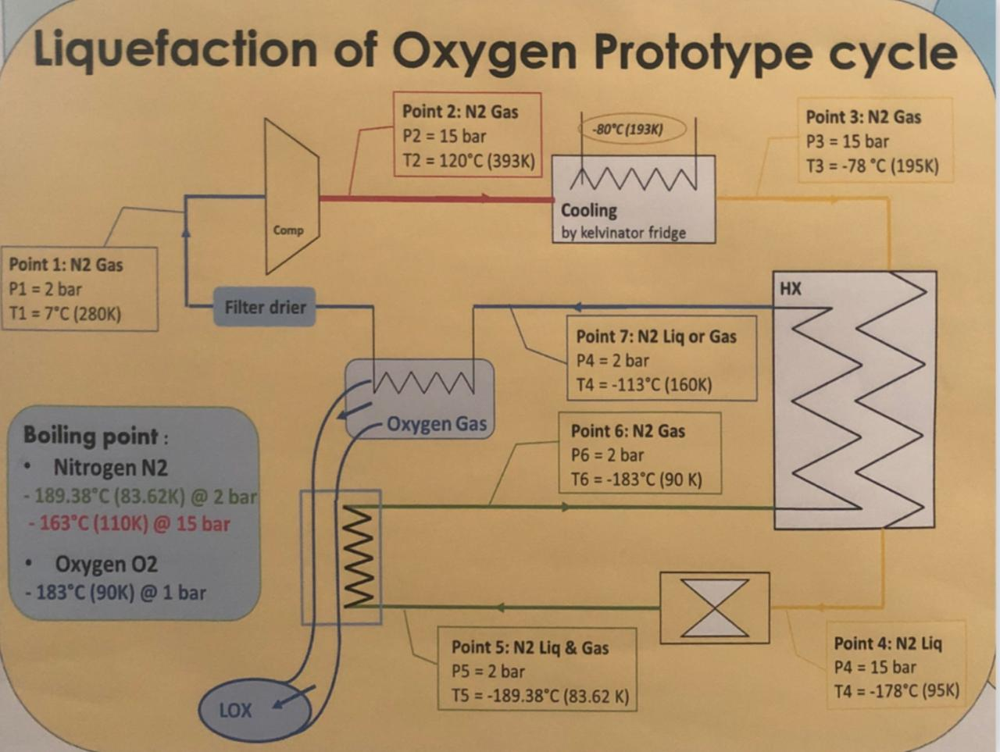 Liquefaction of Oxygen Prototype cycle
Point 2: N2 Gas
P2 = 15 bar
T2 = 120°C (393K)
-80°C (193K)
Point 3: N2 Gas
P3 = 15 bar
T3 = -78 °C (195K)
Cooling
by kelvinator fridge
Comp
Point 1: N2 Gas
P1 = 2 bar
T1 = 7°C (280K)
Filter drier
HX
Point 7: N2 Liq or Gas
P4 = 2 bar
T4 = -113°C (160K)
Oxygen Gas
Point 6: N2 Gas
P6 = 2 bar
T6 = -183°C (90 K)
Boiling point :
• Nitrogen N2
- 189.38°C (83.62K) @ 2 bar
- 163°C (110K) @ 15 bar
• Oxygen O2
- 183°C (90K) @ 1 bar
Point 5: N2 Liq & Gas
P5 = 2 bar
T5 = -189.38°C (83.62 K)
Point 4: N2 Liq
P4 = 15 bar
T4 = -178°C (95K)
LOX